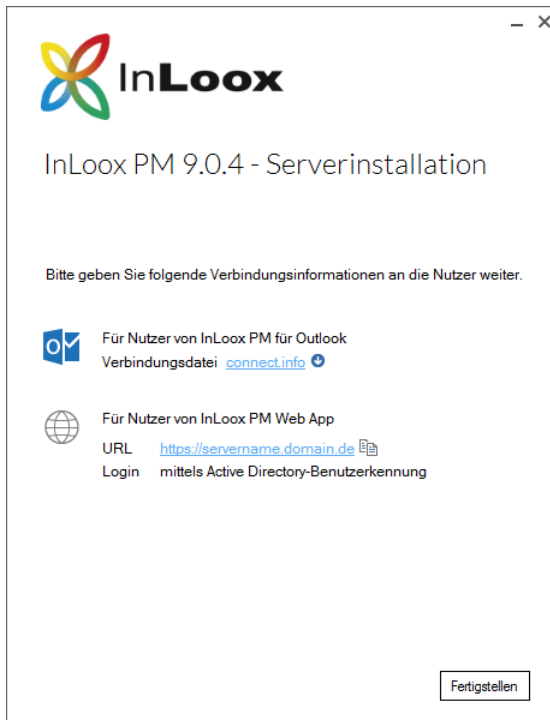 InLoox
InLoox PM 9.0.4 - Serverinstallation
Bitte geben Sie folgende Verbindungsinformationen an die Nutzer weiter.
Für Nutzer von InLoox PM für Outlook
Verbindungsdatei connect.info
Für Nutzer von InLoox PM Web App
URL https://servername.domain.de
Login mittels Active Directory-Benutzerkennung
Fertigstellen